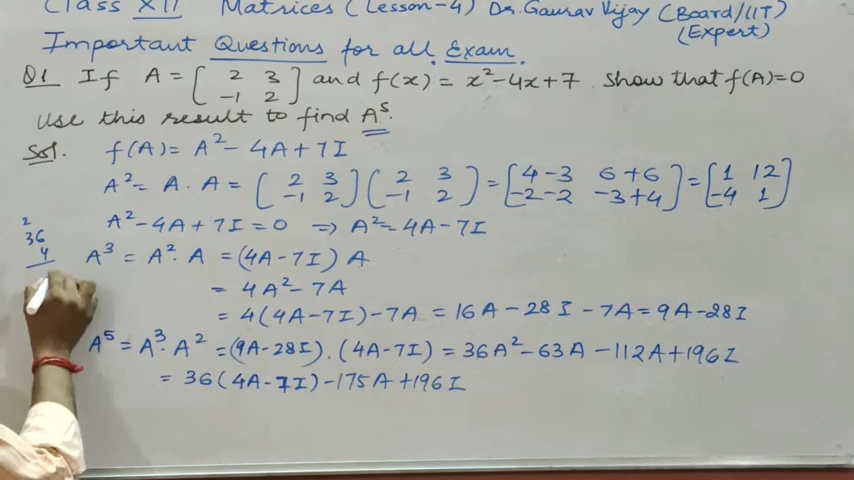 Class XII Matrices (Lesson-4) Dr. Gaurav Vijay (Board/IIT)
(Expert)
Important Questions for all Exam.
Q1 If A = [ 2 3 ] and f(x) = x² - 4x + 7 Show that f(A) = 0
-1 2
Use this result to find A⁵.
Sol. f(A) = A² - 4A + 7I
A² = A . A = ( 2 3 ) ( 2 3 ) = [ 4-3 6+6 ] = [ 1 12 ]
-1 2 -1 2 -2-2 -3+4 -4 1
A² - 4A + 7I = 0 ⇒ A² = 4A - 7I
2
36
4
A³ = A² . A = (4A - 7I) A
= 4A² - 7A
= 4(4A - 7I) - 7A = 16A - 28I - 7A = 9A - 28I
A⁵ = A³ . A² = (9A - 28I) . (4A - 7I) = 36A² - 63A - 112A + 196I
= 36(4A - 7I) - 175A + 196I